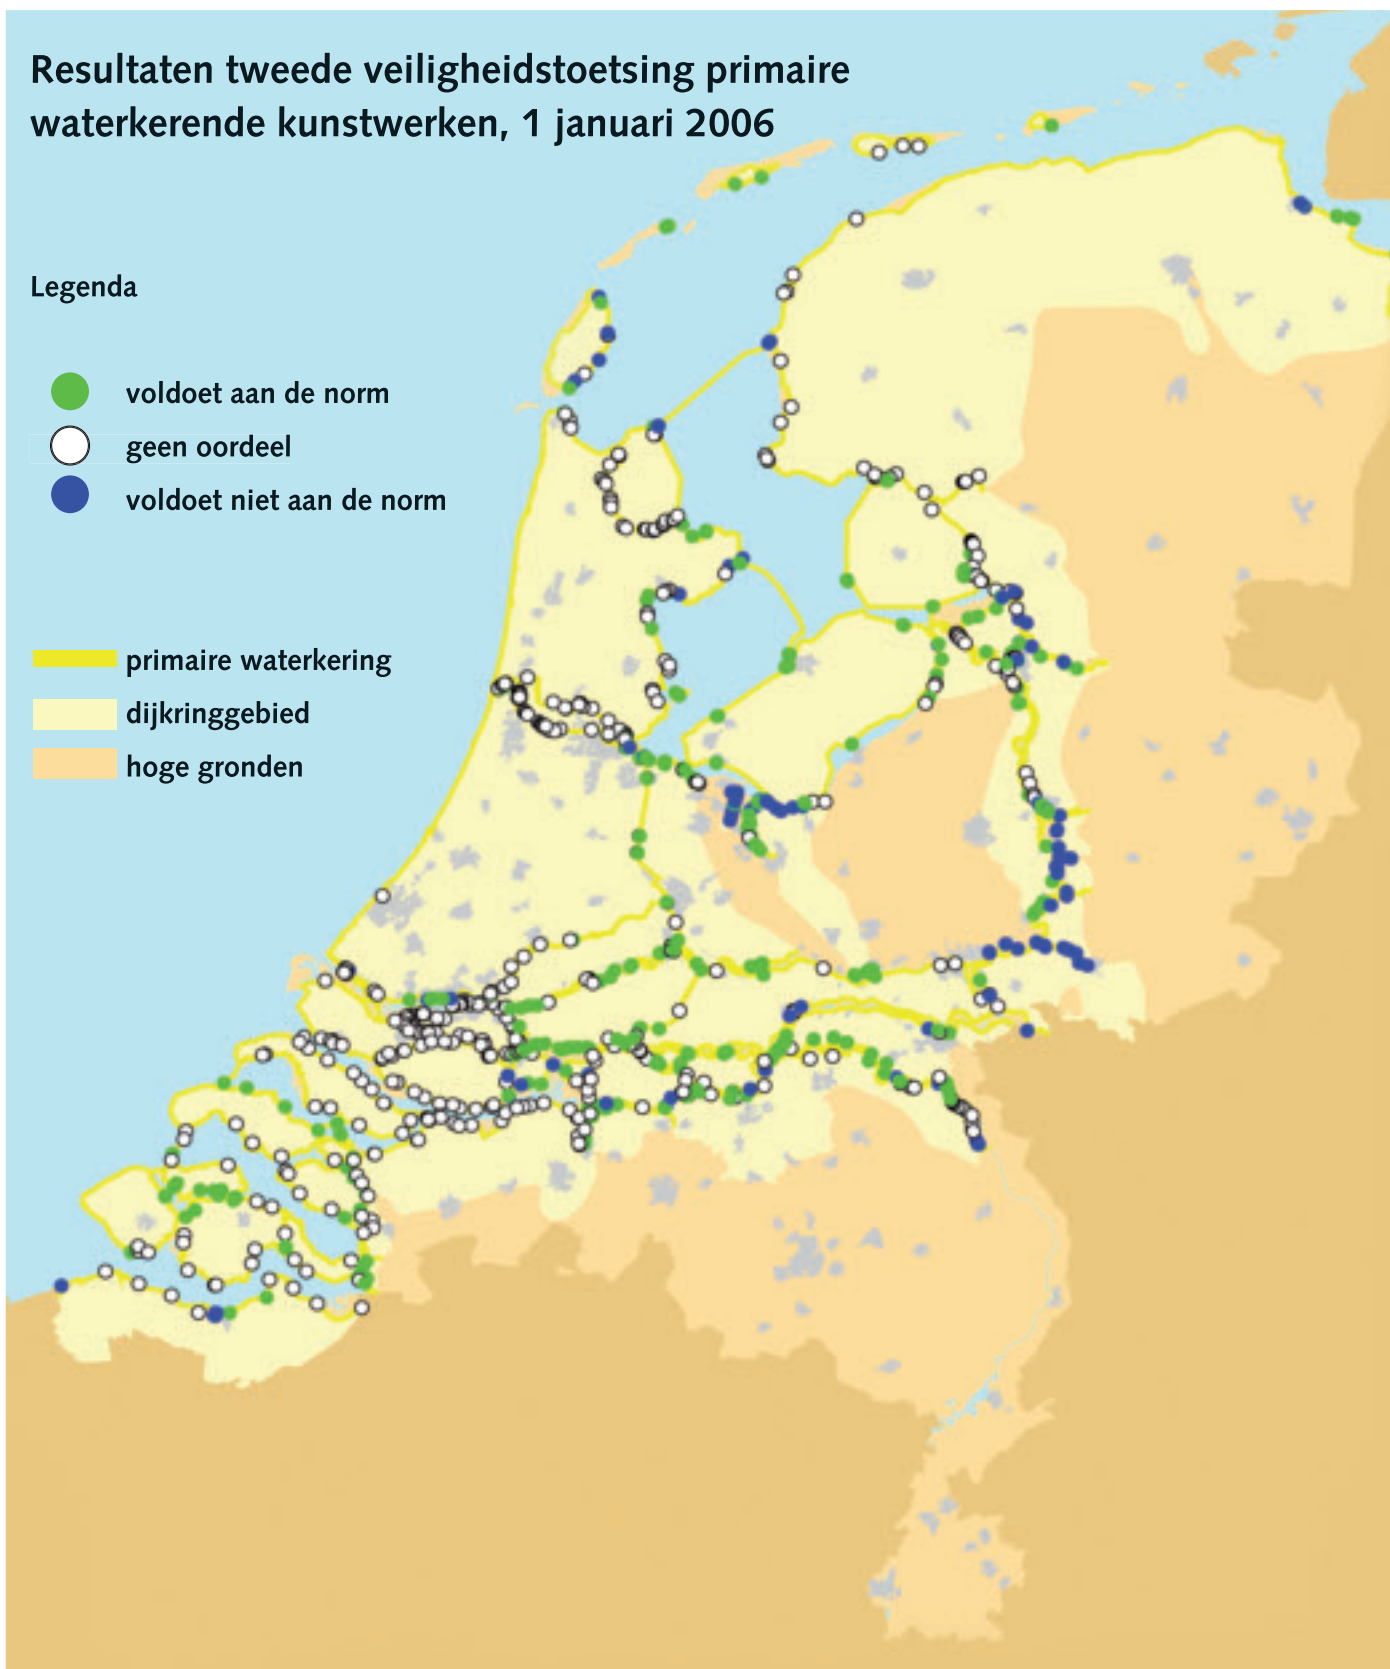 Resultaten tweede veiligheidstoetsing primaire
waterkerende kunstwerken, 1 januari 2006
Legenda
voldoet aan de norm
geen oordeel
voldoet niet aan de norm
primaire waterkering
dijkringgebied
hoge gronden